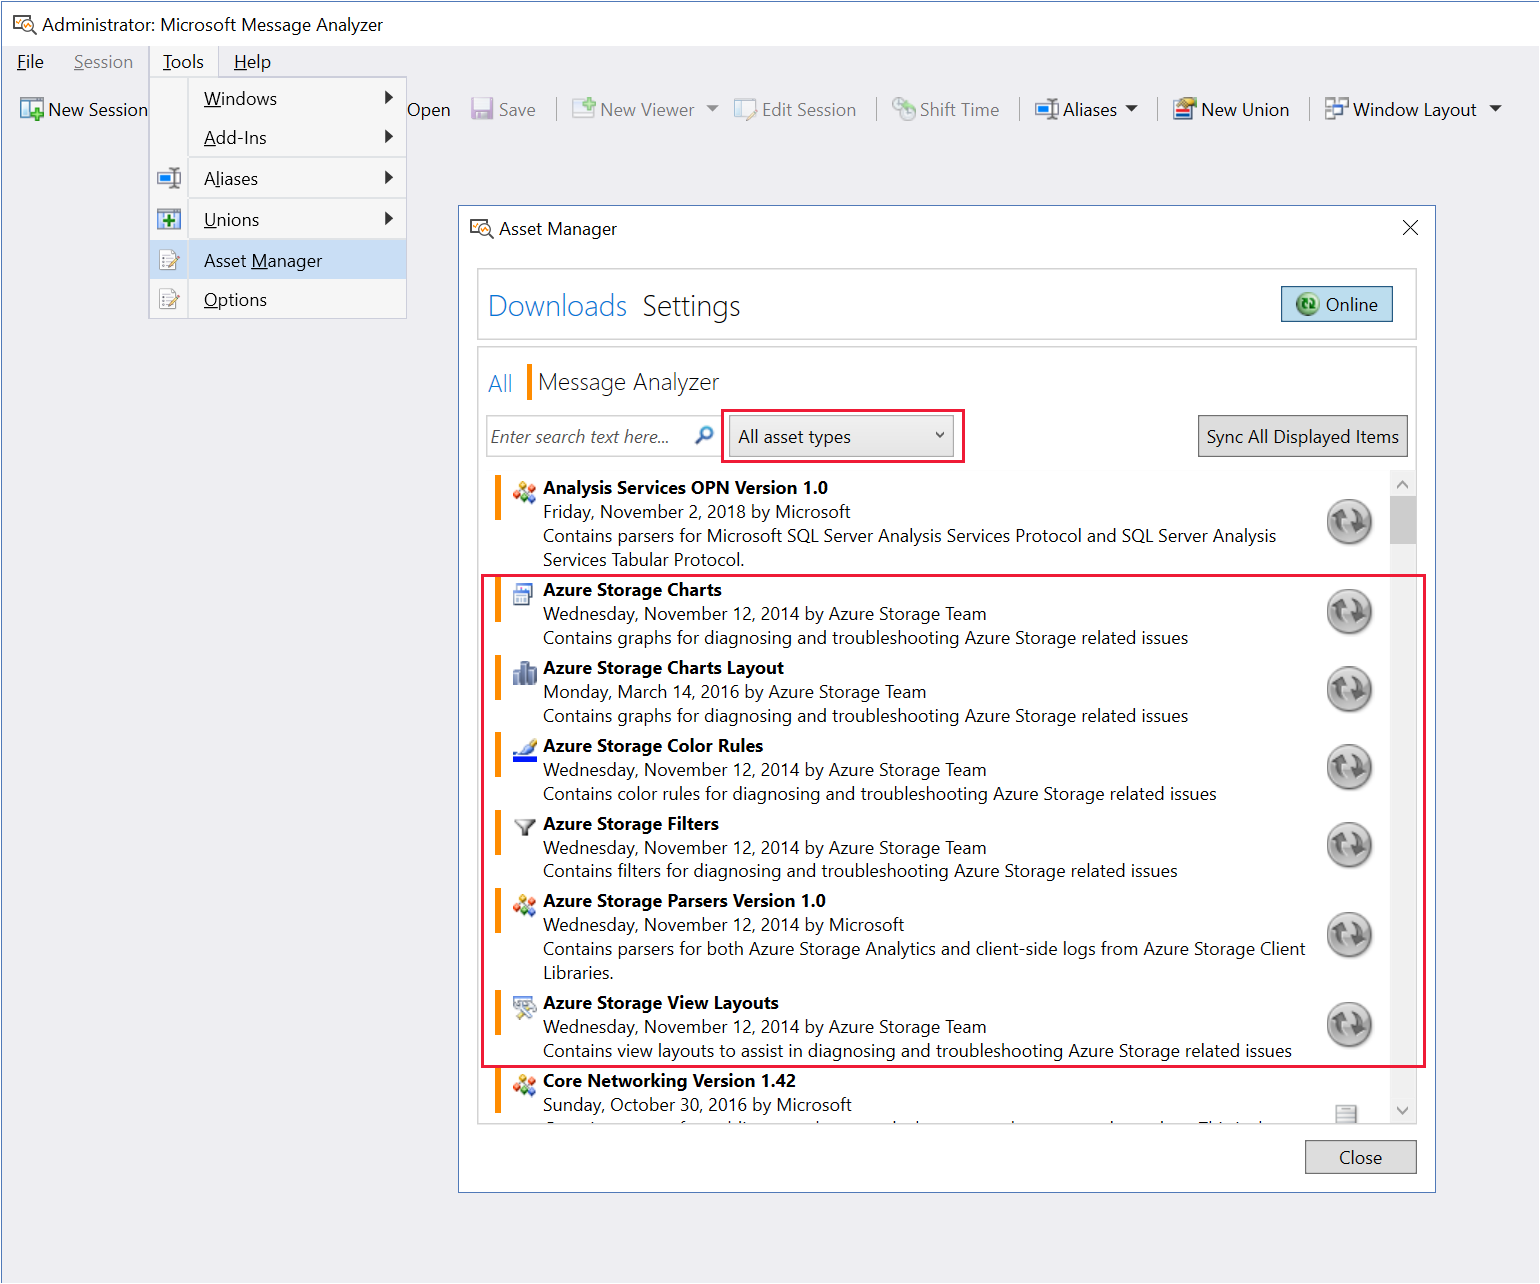 Administrator: Microsoft Message Analyzer
File Session Tools Help
New Session Open Save New Viewer Edit Session Shift Time Aliases New Union Window Layout
Windows
Add-Ins
Aliases
Unions
Asset Manager
Options
Asset Manager
Downloads Settings Online
All Message Analyzer
Enter search text here... All asset types Sync All Displayed Items
Analysis Services OPN Version 1.0
Friday, November 2, 2018 by Microsoft
Contains parsers for Microsoft SQL Server Analysis Services Protocol and SQL Server Analysis
Services Tabular Protocol.
Azure Storage Charts
Wednesday, November 12, 2014 by Azure Storage Team
Contains graphs for diagnosing and troubleshooting Azure Storage related issues
Azure Storage Charts Layout
Monday, March 14, 2016 by Azure Storage Team
Contains graphs for diagnosing and troubleshooting Azure Storage related issues
Azure Storage Color Rules
Wednesday, November 12, 2014 by Azure Storage Team
Contains color rules for diagnosing and troubleshooting Azure Storage related issues
Azure Storage Filters
Wednesday, November 12, 2014 by Azure Storage Team
Contains filters for diagnosing and troubleshooting Azure Storage related issues
Azure Storage Parsers Version 1.0
Wednesday, November 12, 2014 by Microsoft
Contains parsers for both Azure Storage Analytics and client-side logs from Azure Storage Client
Libraries.
Azure Storage View Layouts
Wednesday, November 12, 2014 by Azure Storage Team
Contains view layouts to assist in diagnosing and troubleshooting Azure Storage related issues
Core Networking Version 1.42
Sunday, October 30, 2016 by Microsoft
Close